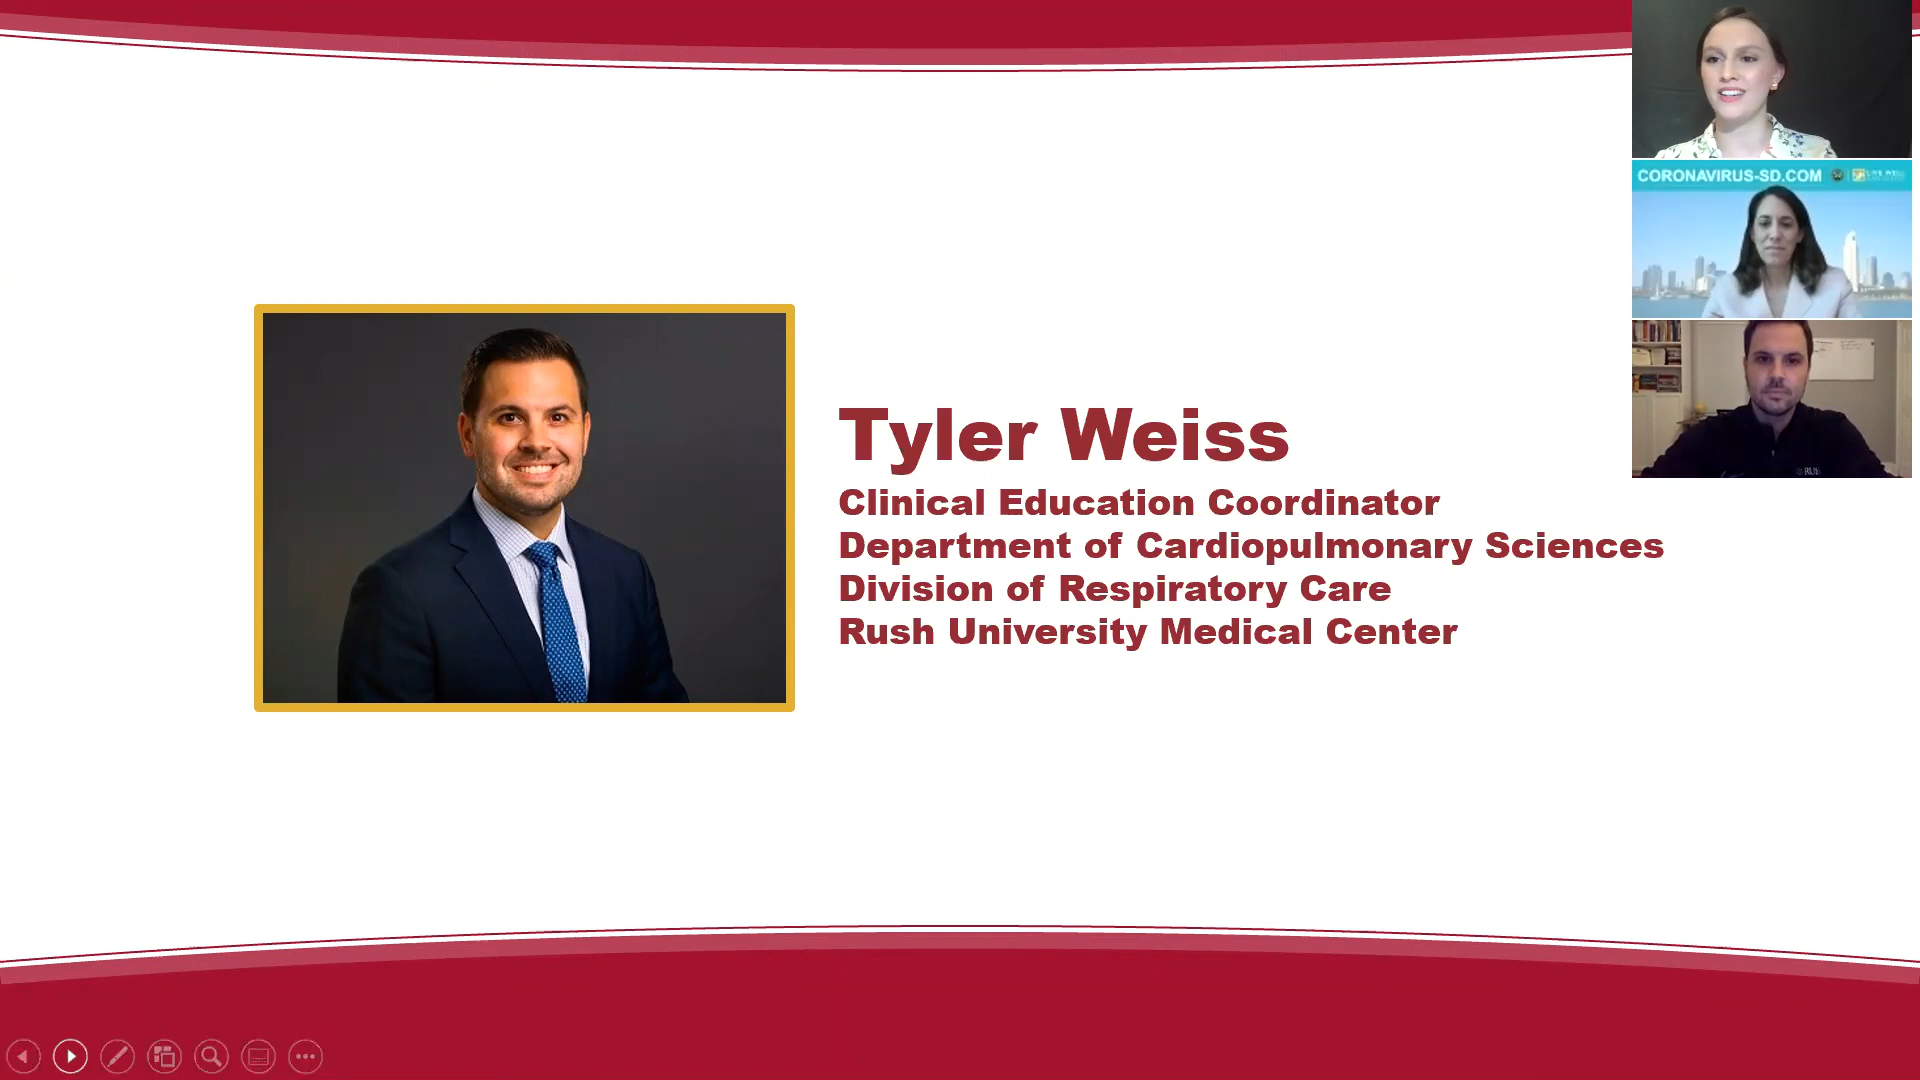 CORONAVIRUS-SD.COM
Tyler Weiss
Clinical Education Coordinator
Department of Cardiopulmonary Sciences
Division of Respiratory Care
Rush University Medical Center